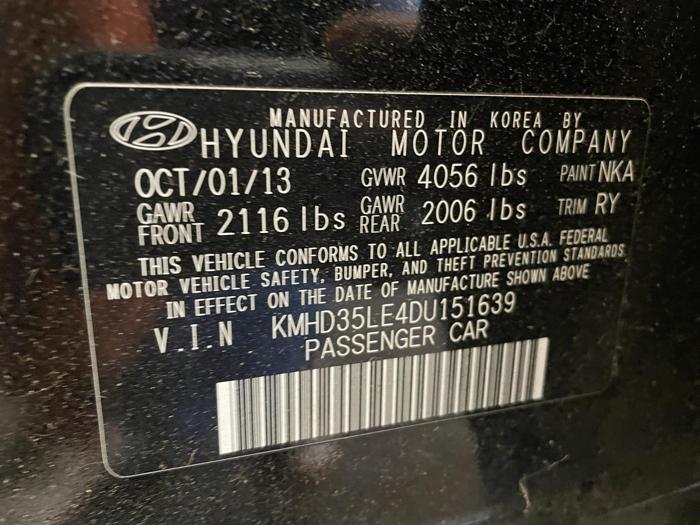 MANUFACTURED IN KOREA BY
HYUNDAI MOTOR COMPANY
OCT/01/13 GVWR 4056 lbs PAINT NKA
GAWR FRONT 2116 lbs GAWR REAR 2006 lbs TRIM RY
THIS VEHICLE CONFORMS TO ALL APPLICABLE U.S.A. FEDERAL
MOTOR VEHICLE SAFETY, BUMPER, AND THEFT PREVENTION STANDARDS
IN EFFECT ON THE DATE OF MANUFACTURE SHOWN ABOVE
V.I.N KMHD35LE4DU151639
PASSENGER CAR